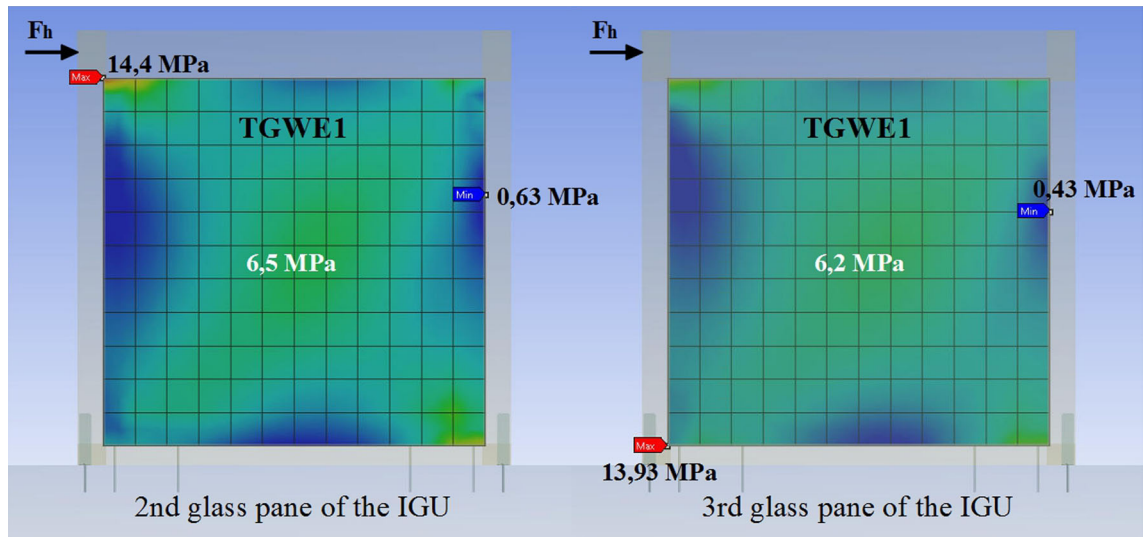 Fh
Max
14,4 MPa
TGWE1
Min
0,63 MPa
6,5 MPa
2nd glass pane of the IGU
Fh
TGWE1
0,43 MPa
Min
6,2 MPa
Max
13,93 MPa
3rd glass pane of the IGU